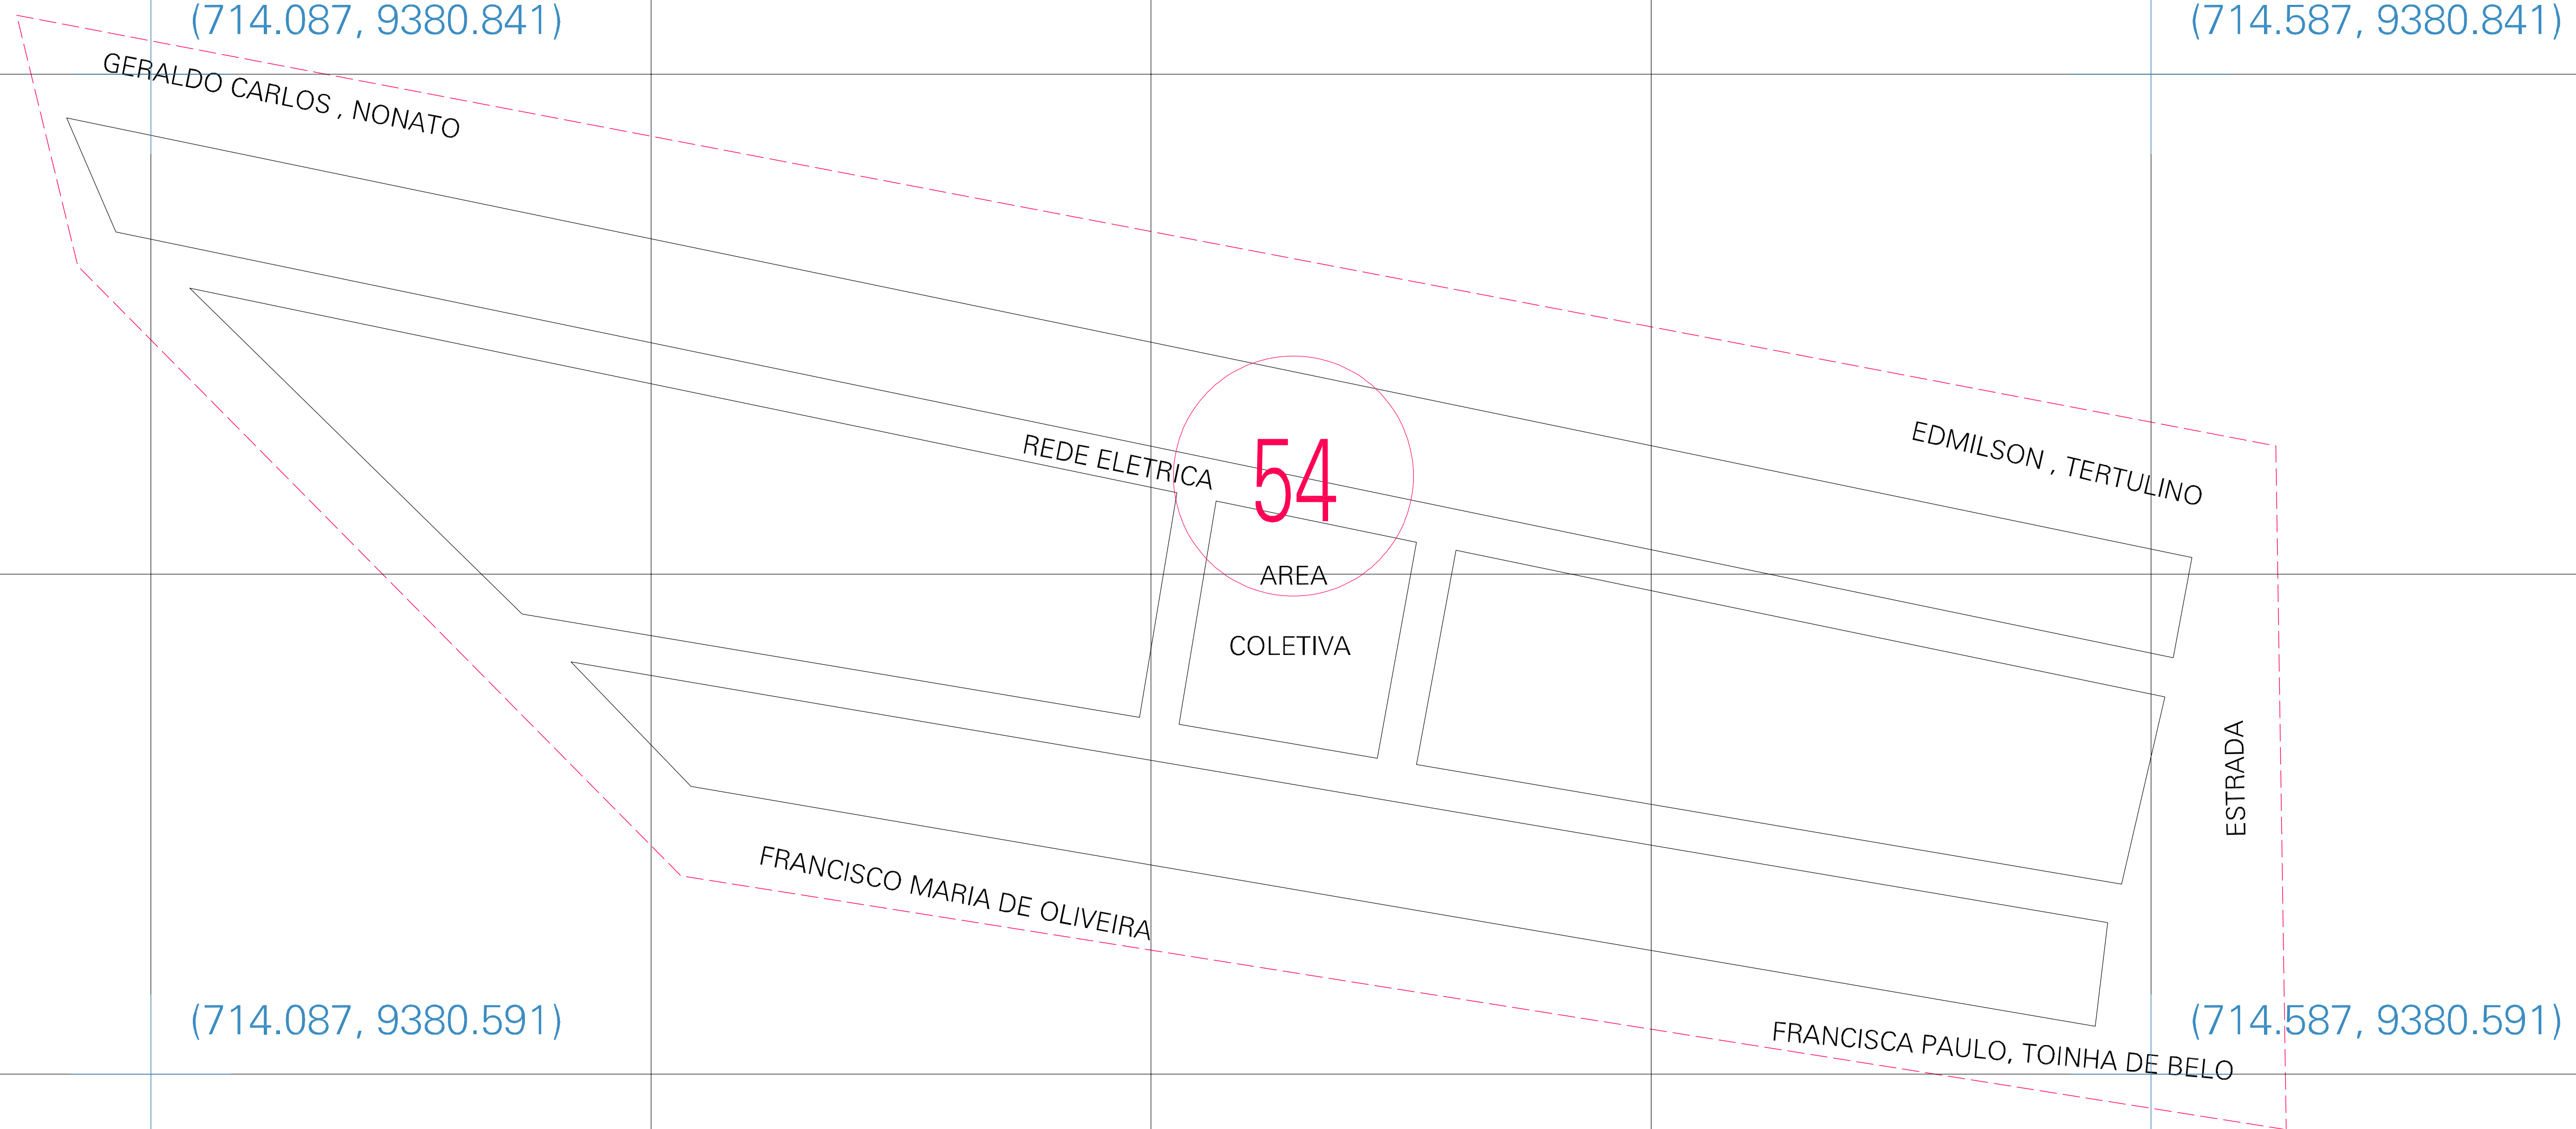 (714.087, 9380.841)
(714.587, 9380.841)
GERALDO CARLOS , NONATO
EDMILSON , TERTULINO
REDE ELETRICA
54
AREA
COLETIVA
ESTRADA
FRANCISCO MARIA DE OLIVEIRA
(714.087, 9380.591)
(714.587, 9380.591)
FRANCISCA PAULO, TOINHA DE BELO